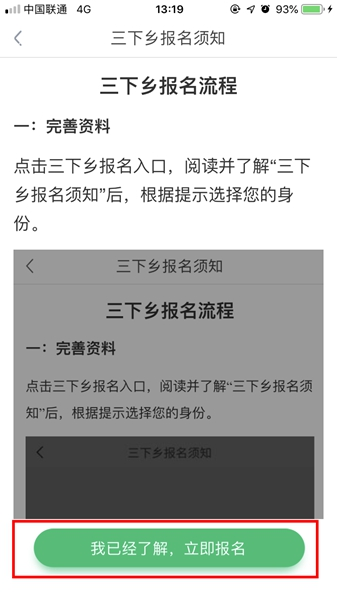 中国联通 4G 13:19 93%
三下乡报名须知
三下乡报名流程
一：完善资料
点击三下乡报名入口，阅读并了解“三下
乡报名须知”后，根据提示选择您的身
份。
三下乡报名须知
三下乡报名流程
一：完善资料
点击三下乡报名入口，阅读并了解“三下乡报名须
知”后，根据提示选择您的身份。
三下乡报名须知
我已经了解，立即报名